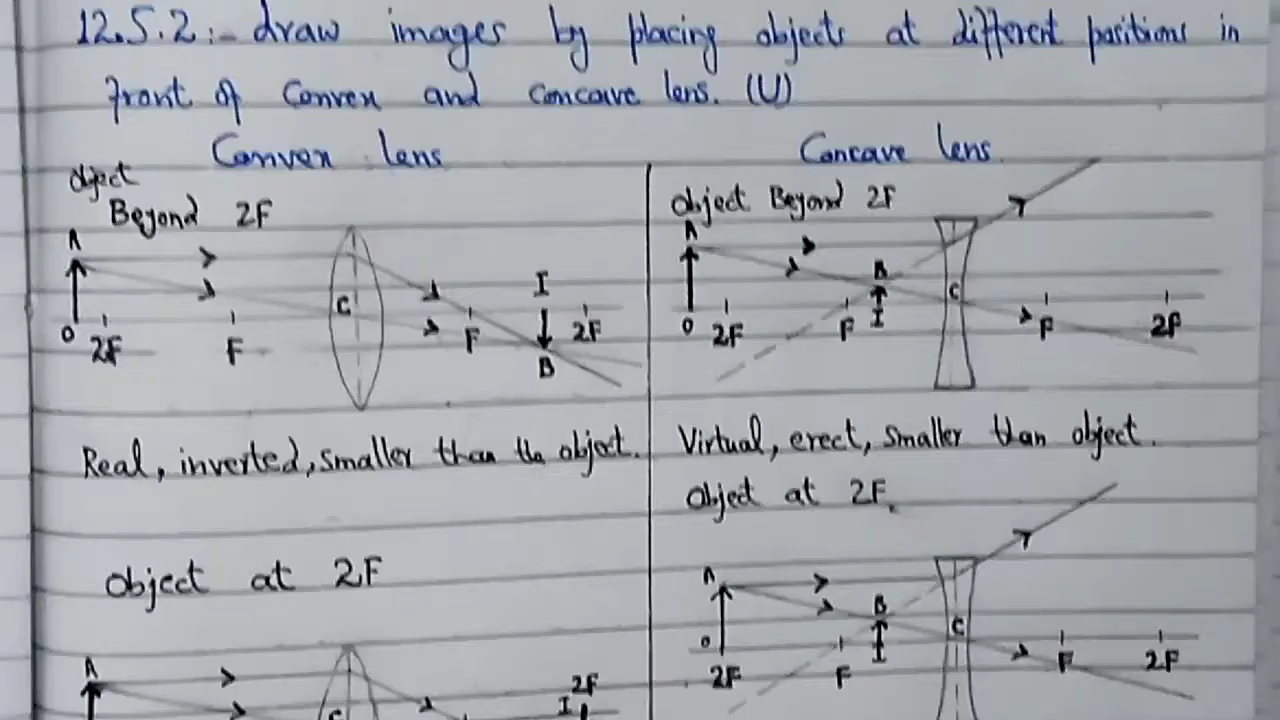 12.5.2:- draw images by placing objects at different positions in
front of Convex and concave lens. (U)
Convex lens
Object
Beyond 2F
A
C
I
O
2F
F
F
2F
B
Real, inverted, smaller than the object.
Object at 2F
A
C
2F
I
Concave lens.
Object Beyond 2F
A
B
C
O
2F
F
I
F
2F
Virtual, erect, smaller than object.
Object at 2F.
A
B
C
O
2F
F
I
F
2F